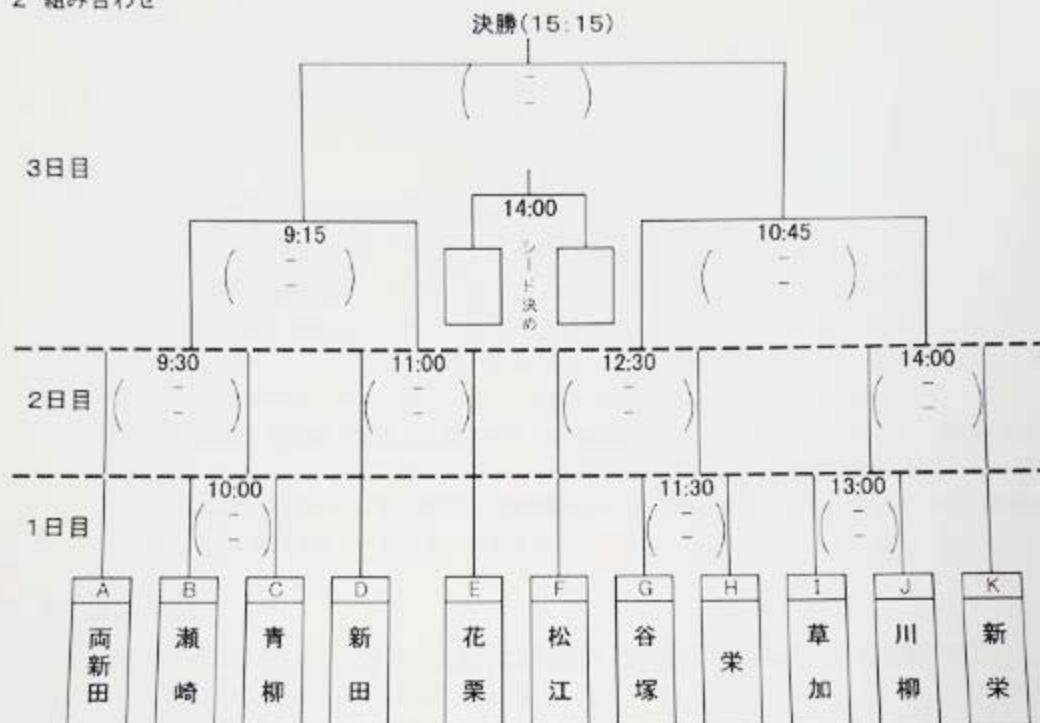 2 組み合わせ
決勝(15:15)
3日目
14:00
9:15
10:45
シード決め
9:30
11:00
12:30
14:00
2日目
10:00
11:30
13:00
1日目
A B C D E F G H I J K
両新田
瀬崎
青柳
新田
花栗
松江
谷塚
栄
草加
川柳
新栄